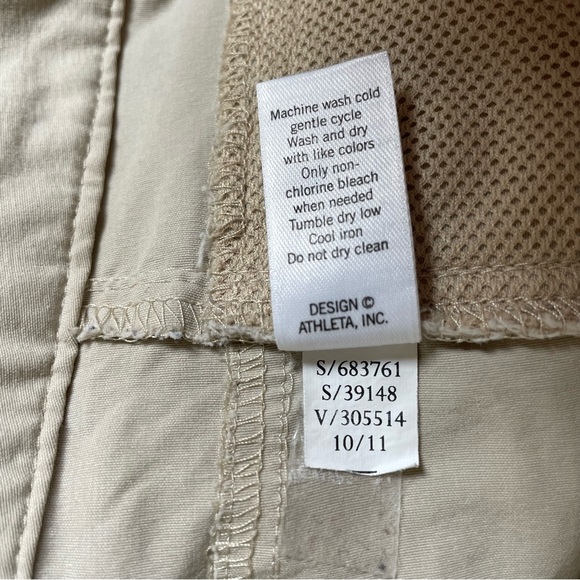 Machine wash cold
gentle cycle
Wash and dry
with like colors
Only non-
chlorine bleach
when needed
Tumble dry low
Cool iron
Do not dry clean
DESIGN ©
ATHLETA, INC.
S/683761
S/39148
V/305514
10/11